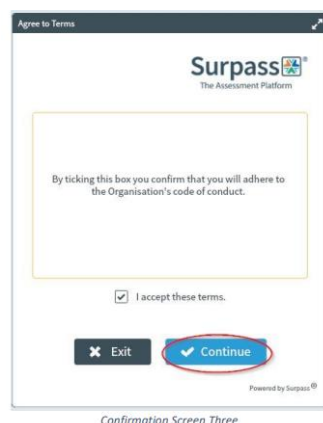 Agree to Terms
Surpass®
The Assessment Platform
By ticking this box you confirm that you will adhere to
the Organisation's code of conduct.
I accept these terms.
Exit
Continue
Powered by Surpass®
Confirmation Screen Three